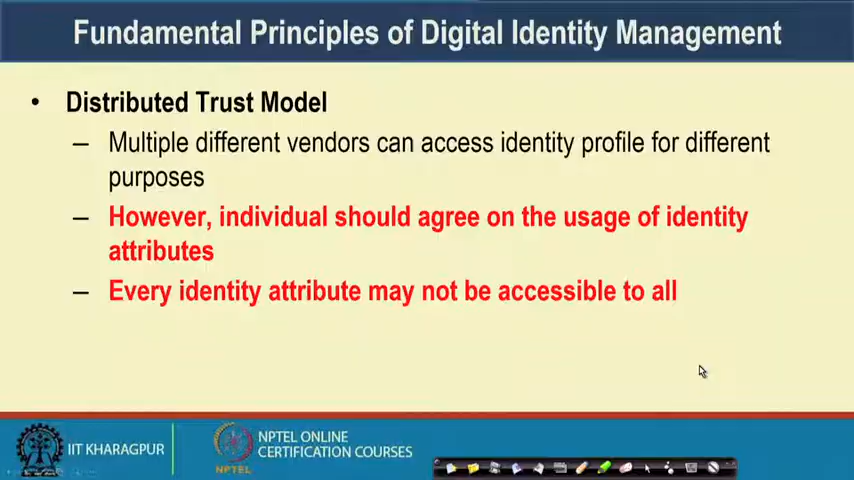 Fundamental Principles of Digital Identity Management
• Distributed Trust Model
– Multiple different vendors can access identity profile for different
purposes
– However, individual should agree on the usage of identity
attributes
– Every identity attribute may not be accessible to all
IIT KHARAGPUR
NPTEL
NPTEL ONLINE
CERTIFICATION COURSES